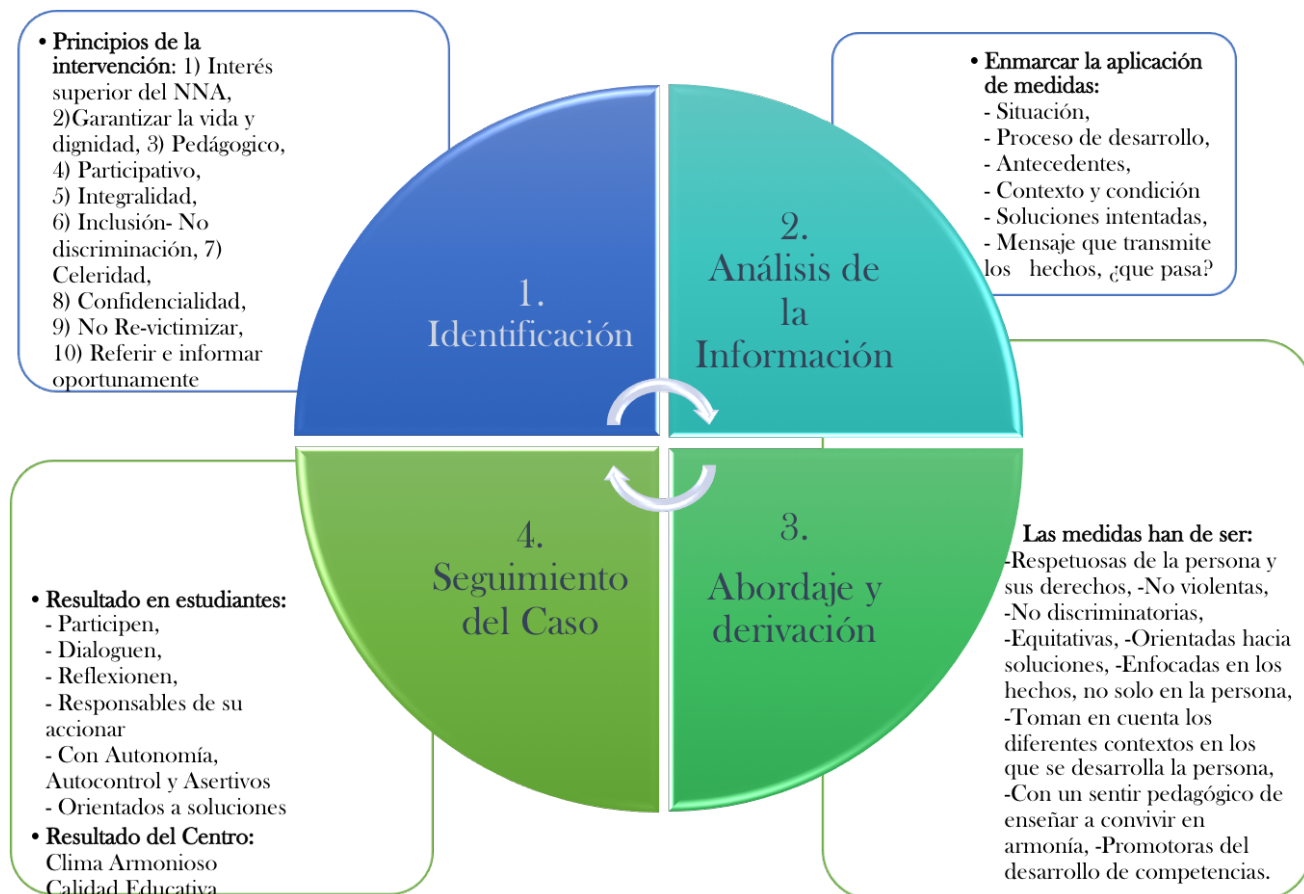 • Principios de la
intervención: 1) Interés
superior del NNA,
2)Garantizar la vida y
dignidad, 3) Pedágogico,
4) Participativo,
5) Integralidad,
6) Inclusión- No
discriminación, 7)
Celeridad,
8) Confidencialidad,
9) No Re-victimizar,
10) Referir e informar
oportunamente
1.
Identificación
2.
Análisis de
la
Información
• Enmarcar la aplicación
de medidas:
- Situación,
- Proceso de desarrollo,
- Antecedentes,
- Contexto y condición
- Soluciones intentadas,
- Mensaje que transmite
los hechos, ¿que pasa?
3.
Abordaje y
derivación
Las medidas han de ser:
-Respetuosas de la persona y
sus derechos, -No violentas,
-No discriminatorias,
-Equitativas, -Orientadas hacia
soluciones, -Enfocadas en los
hechos, no solo en la persona,
-Toman en cuenta los
diferentes contextos en los
que se desarrolla la persona,
-Con un sentir pedagógico de
enseñar a convivir en
armonía, -Promotoras del
desarrollo de competencias.
4.
Seguimiento
del Caso
• Resultado en estudiantes:
- Participen,
- Dialoguen,
- Reflexionen,
- Responsables de su
accionar
- Con Autonomía,
Autocontrol y Asertivos
- Orientados a soluciones
• Resultado del Centro:
Clima Armonioso
Calidad Educativa